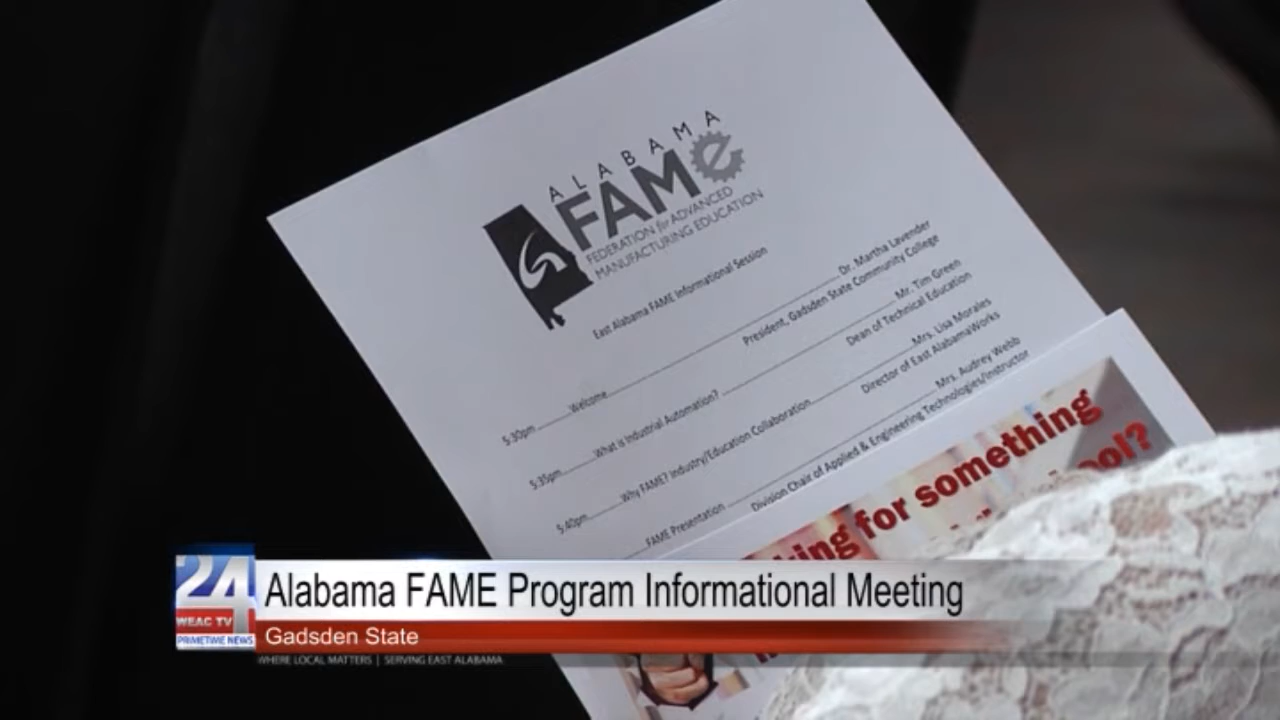 ALABAMA
FAMe
FEDERATION for ADVANCED
MANUFACTURING EDUCATION
East Alabama FAME Informational Session
5:30pm Welcome Dr. Martha Lavender
President, Gadsden State Community College
5:35pm What is Industrial Automation? Mr. Tim Green
Dean of Technical Education
5:40pm Why FAME? Industry/Education Collaboration Mrs. Lisa Morales
Director of East AlabamaWorks
FAME Presentation Mrs. Audrey Webb
Division Chair of Applied & Engineering Technologies/Instructor
for something
24
WEAC TV
PRIMETIME NEWS
Alabama FAME Program Informational Meeting
Gadsden State
WHERE LOCAL MATTERS | SERVING EAST ALABAMA